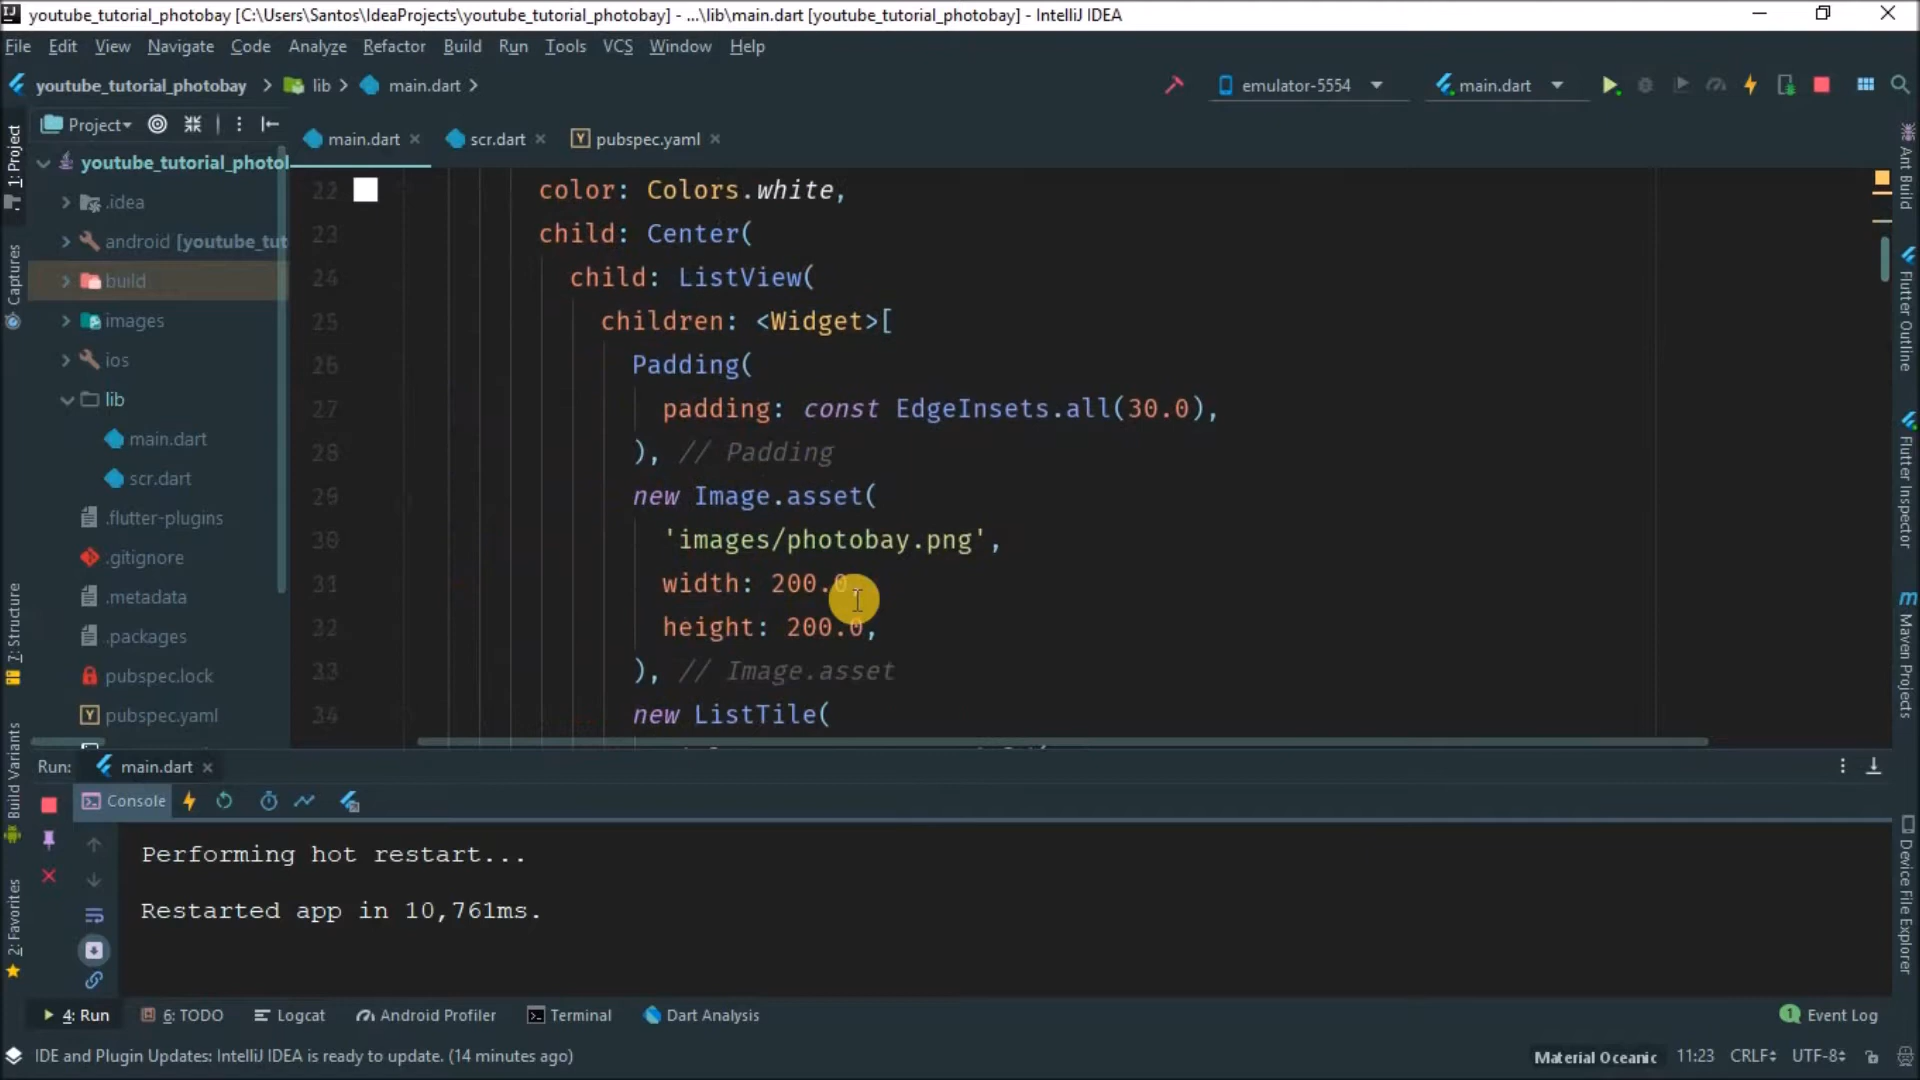 youtube_tutorial_photobay [C:\Users\Santos\IdeaProjects\youtube_tutorial_photobay] - ...\lib\main.dart [youtube_tutorial_photobay] - IntelliJ IDEA
File Edit View Navigate Code Analyze Refactor Build Run Tools VCS Window Help
youtube_tutorial_photobay lib main.dart emulator-5554 main.dart
Project main.dart scr.dart pubspec.yaml
1: Project
Captures
7: Structure
Build Variants
2: Favorites
youtube_tutorial_photol
.idea
android [youtube_tut
build
images
ios
lib
main.dart
scr.dart
.flutter-plugins
.gitignore
.metadata
.packages
pubspec.lock
pubspec.yaml
22 color: Colors.white,
23 child: Center(
24 child: ListView(
25 children: <Widget>[
26 Padding(
27 padding: const EdgeInsets.all(30.0),
28 ), // Padding
29 new Image.asset(
30 'images/photobay.png',
31 width: 200.0,
32 height: 200.0,
33 ), // Image.asset
34 new ListTile(
Ant Build
Flutter Outline
Flutter Inspector
Maven Projects
Device File Explorer
Run: main.dart
Console
Performing hot restart...
Restarted app in 10,761ms.
4: Run 6: TODO Logcat Android Profiler Terminal Dart Analysis 1 Event Log
IDE and Plugin Updates: IntelliJ IDEA is ready to update. (14 minutes ago) Material Oceanic 11:23 CRLF UTF-8